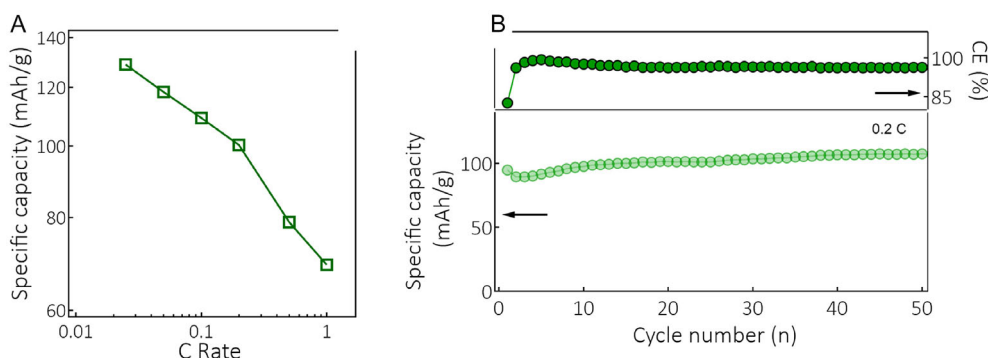 A
Specific capacity (mAh/g)
140
120
100
80
60
0.01
0.1
1
C Rate
B
100
85
CE (%)
0.2 C
Specific capacity
(mAh/g)
100
50
0
0
10
20
30
40
50
Cycle number (n)